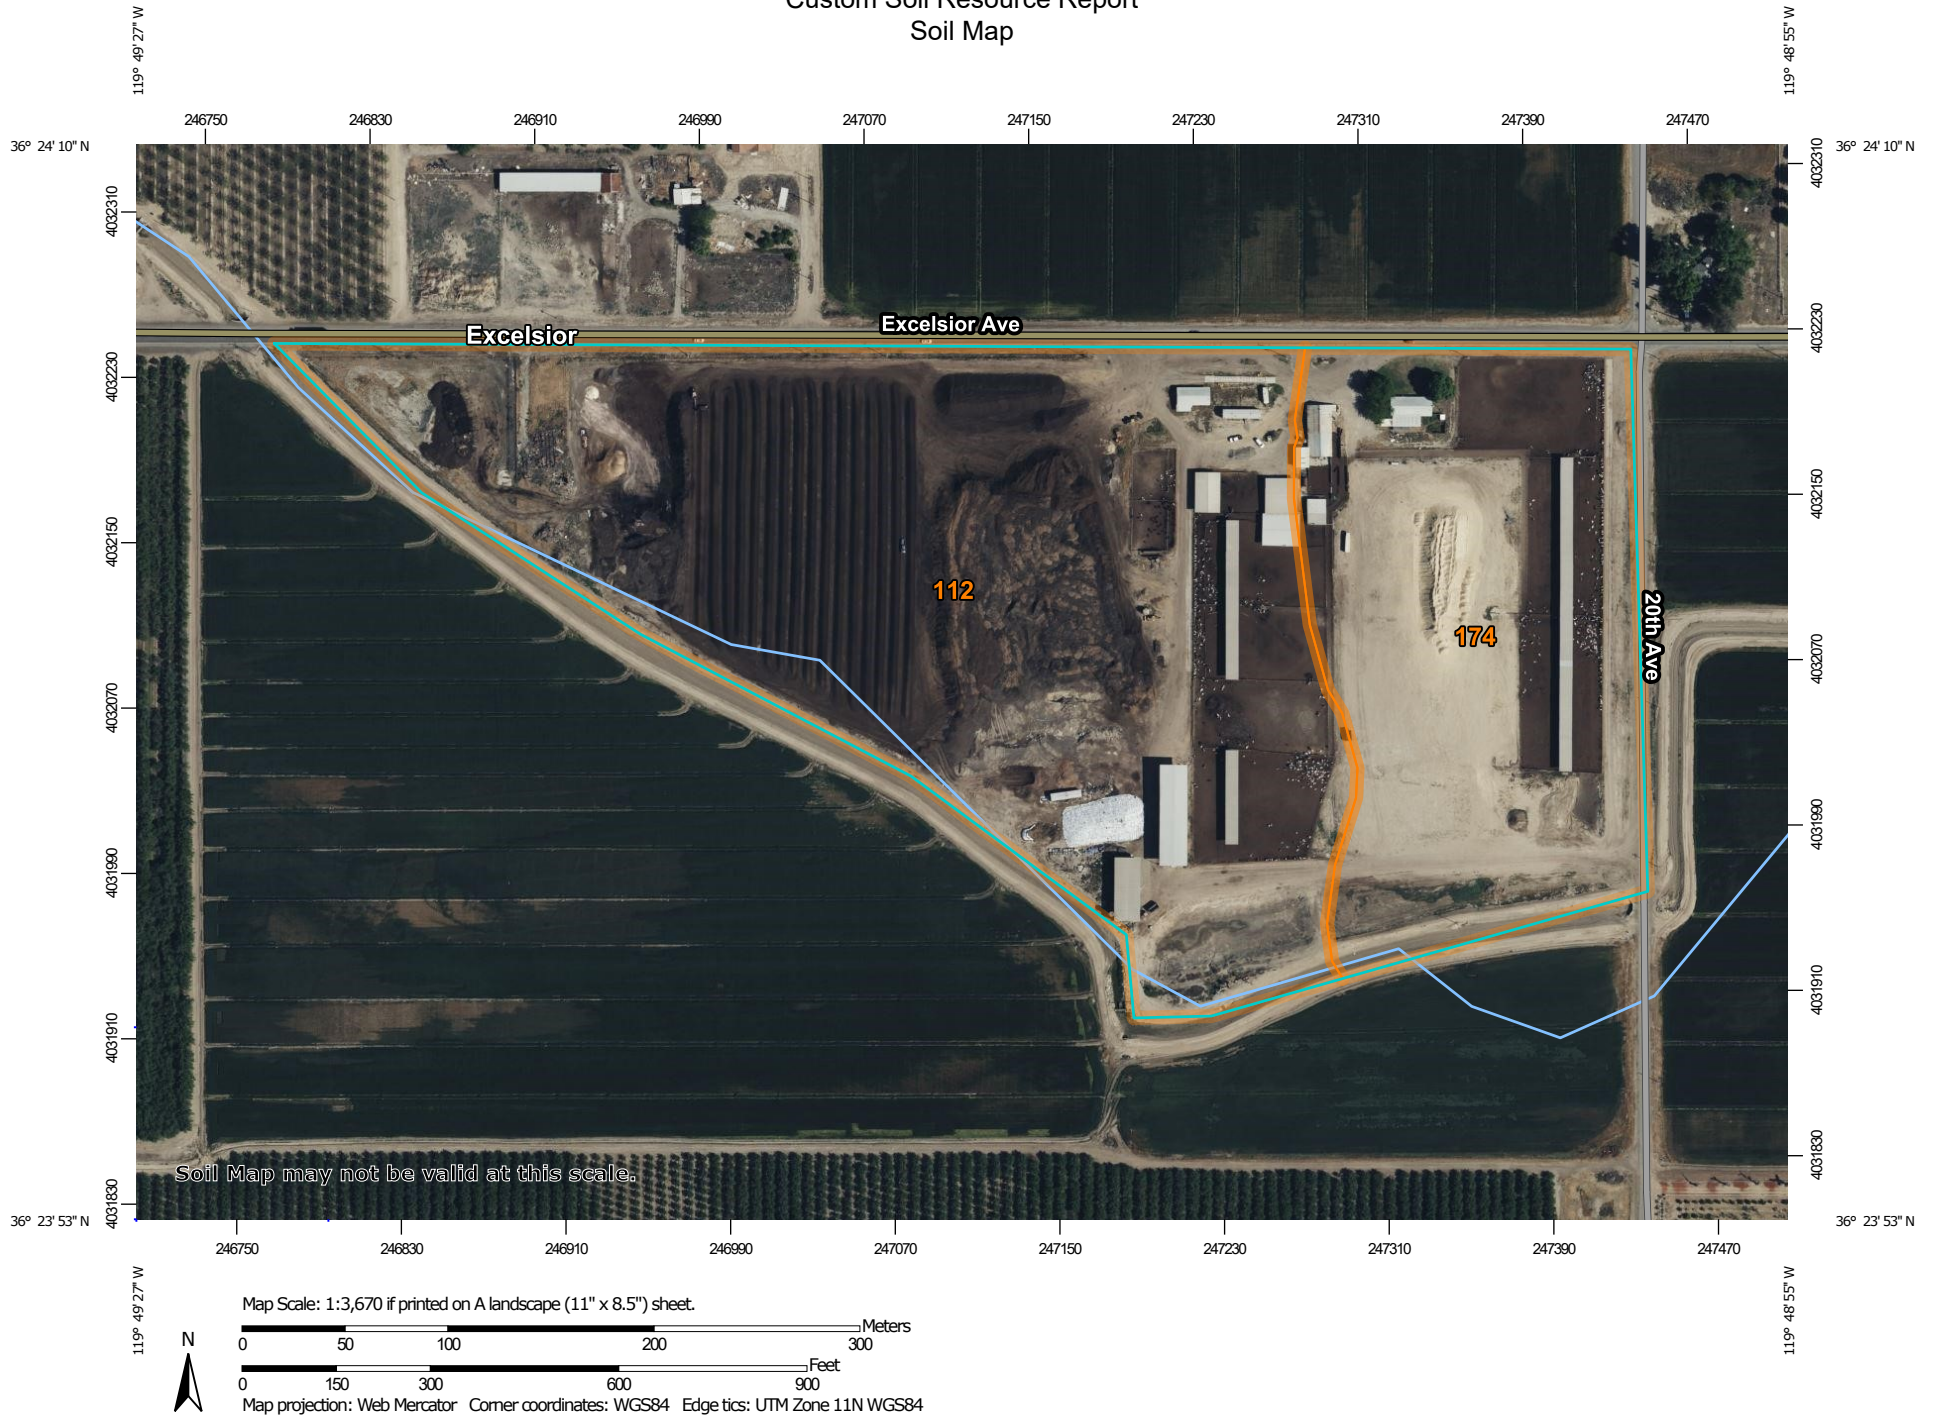 Custom Soil Resource Report
Soil Map
119° 49' 27" W
119° 48' 55" W
246750 246830 246910 246990 247070 247150 247230 247310 247390 247470
36° 24' 10" N
36° 24' 10" N
4032310
4032230
4032150
4032070
4031990
4031910
4031830
4032310
4032230
4032150
4032070
4031990
4031910
4031830
Excelsior
Excelsior Ave
20th Ave
112
174
Soil Map may not be valid at this scale.
36° 23' 53" N
36° 23' 53" N
246750 246830 246910 246990 247070 247150 247230 247310 247390 247470
119° 49' 27" W
119° 48' 55" W
Map Scale: 1:3,670 if printed on A landscape (11" x 8.5") sheet.
N
Meters
0 50 100 200 300
Feet
0 150 300 600 900
Map projection: Web Mercator Corner coordinates: WGS84 Edge tics: UTM Zone 11N WGS84